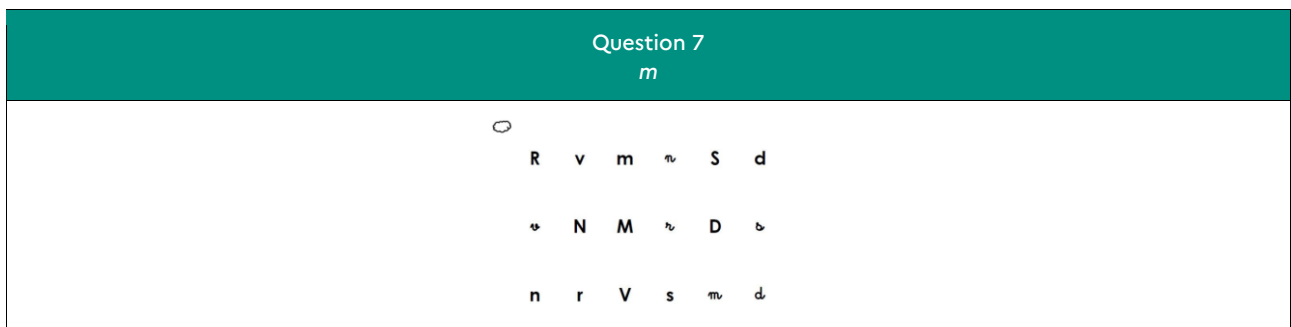 Question 7
m
R v m n S d
v N M r D s
n r V s m d